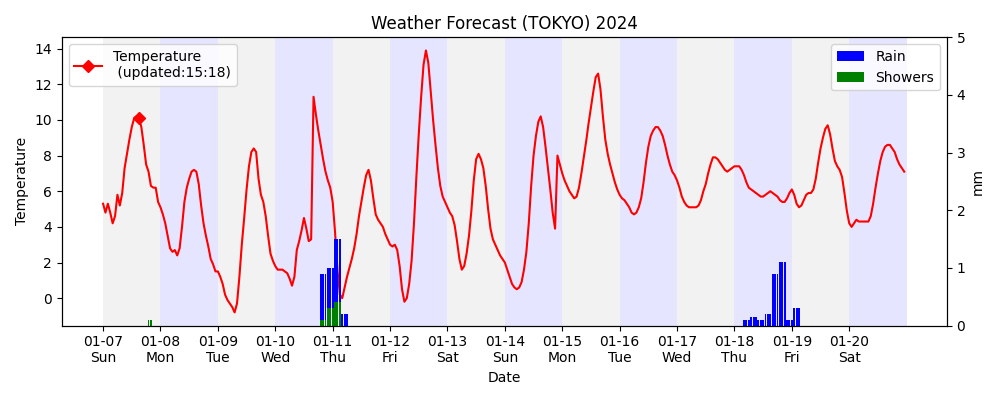 Weather Forecast (TOKYO) 2024
Temperature
(updated:15:18)
Rain
Showers
Temperature
14
12
10
8
6
4
2
0
5
4
3
2
1
0
mm
01-07 01-08 01-09 01-10 01-11 01-12 01-13 01-14 01-15 01-16 01-17 01-18 01-19 01-20
Sun Mon Tue Wed Thu Fri Sat Sun Mon Tue Wed Thu Fri Sat
Date